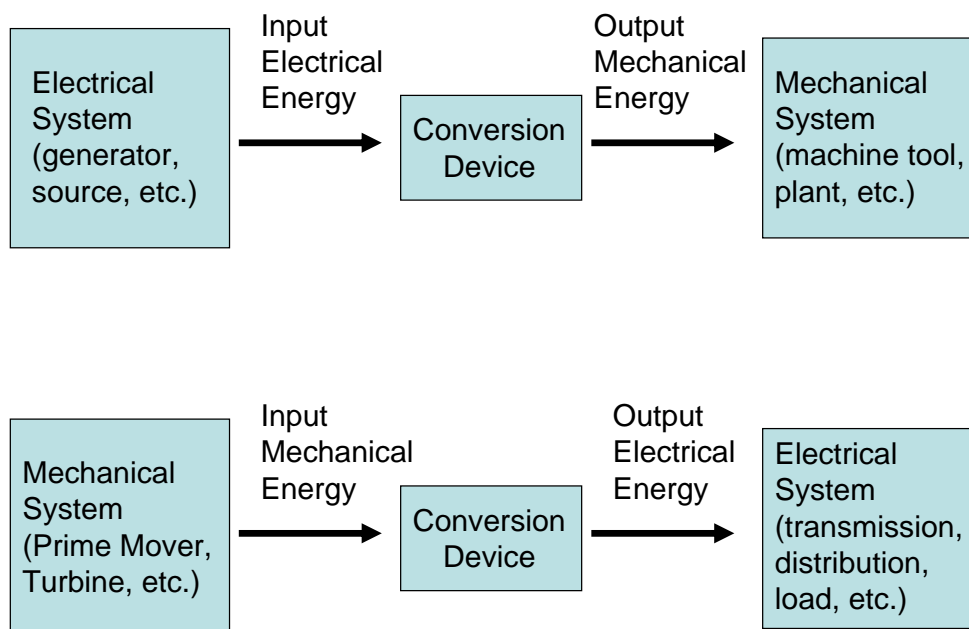 Electrical
System
(generator,
source, etc.)
Input
Electrical
Energy
Conversion
Device
Output
Mechanical
Energy
Mechanical
System
(machine tool,
plant, etc.)
Mechanical
System
(Prime Mover,
Turbine, etc.)
Input
Mechanical
Energy
Conversion
Device
Output
Electrical
Energy
Electrical
System
(transmission,
distribution,
load, etc.)